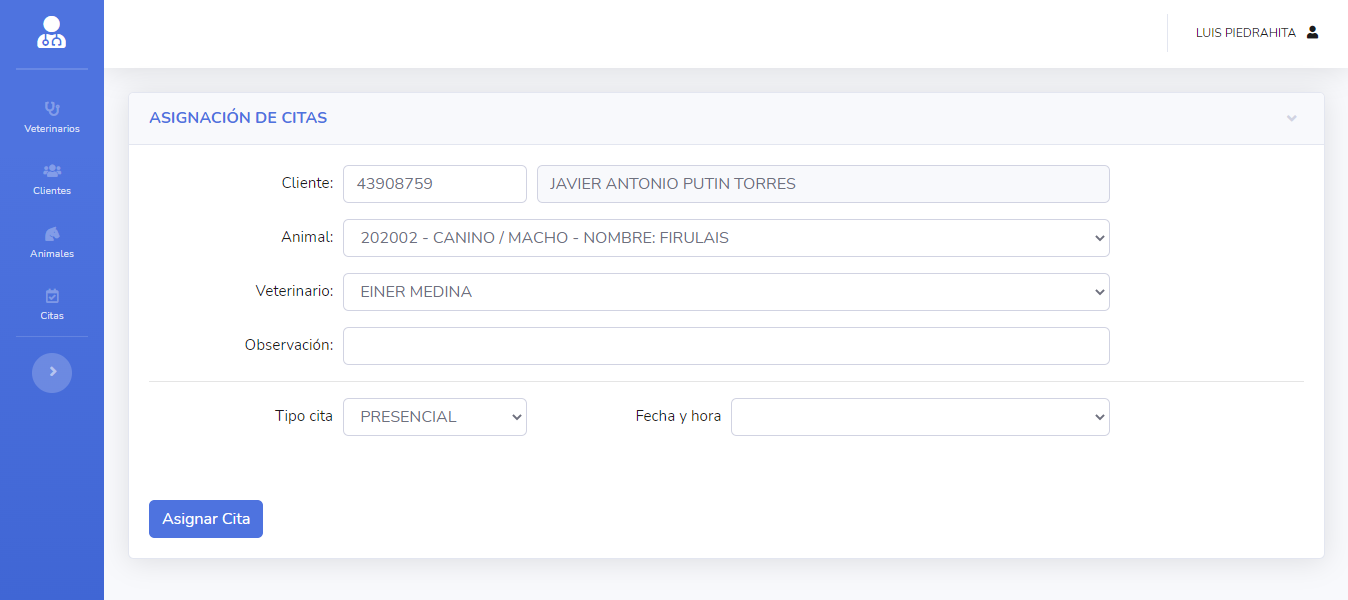 LUIS PIEDRAHITA
Veterinarios
Clientes
Animales
Citas
ASIGNACIÓN DE CITAS
Cliente: 43908759 JAVIER ANTONIO PUTIN TORRES
Animal: 202002 - CANINO / MACHO - NOMBRE: FIRULAIS
Veterinario: EINER MEDINA
Observación:
Tipo cita PRESENCIAL Fecha y hora
Asignar Cita